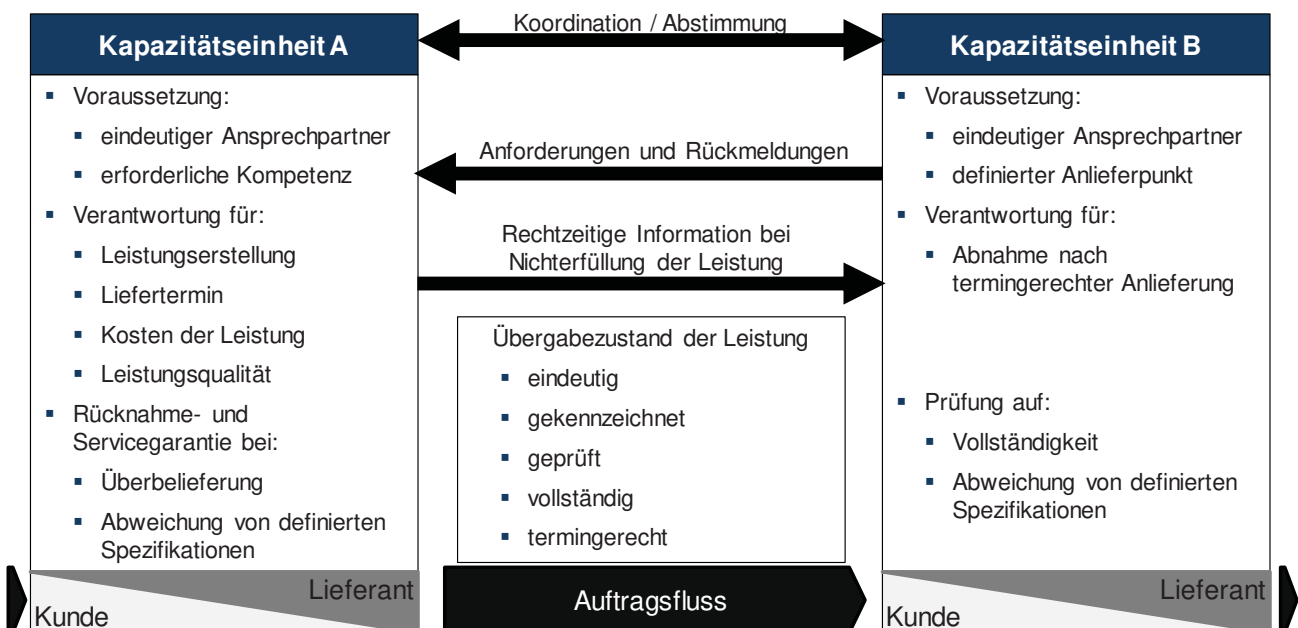 Kapazitätseinheit A
Voraussetzung:
eindeutiger Ansprechpartner
erforderliche Kompetenz
Verantwortung für:
Leistungserstellung
Liefertermin
Kosten der Leistung
Leistungsqualität
Rücknahme- und
Servicegarantie bei:
Überbelieferung
Abweichung von definierten
Spezifikationen
Lieferant
Kunde
Koordination / Abstimmung
Anforderungen und Rückmeldungen
Rechtzeitige Information bei
Nichterfüllung der Leistung
Übergabezustand der Leistung
eindeutig
gekennzeichnet
geprüft
vollständig
termingerecht
Auftragsfluss
Kapazitätseinheit B
Voraussetzung:
eindeutiger Ansprechpartner
definierter Anlieferpunkt
Verantwortung für:
Abnahme nach
termingerechter Anlieferung
Prüfung auf:
Vollständigkeit
Abweichung von definierten
Spezifikationen
Lieferant
Kunde